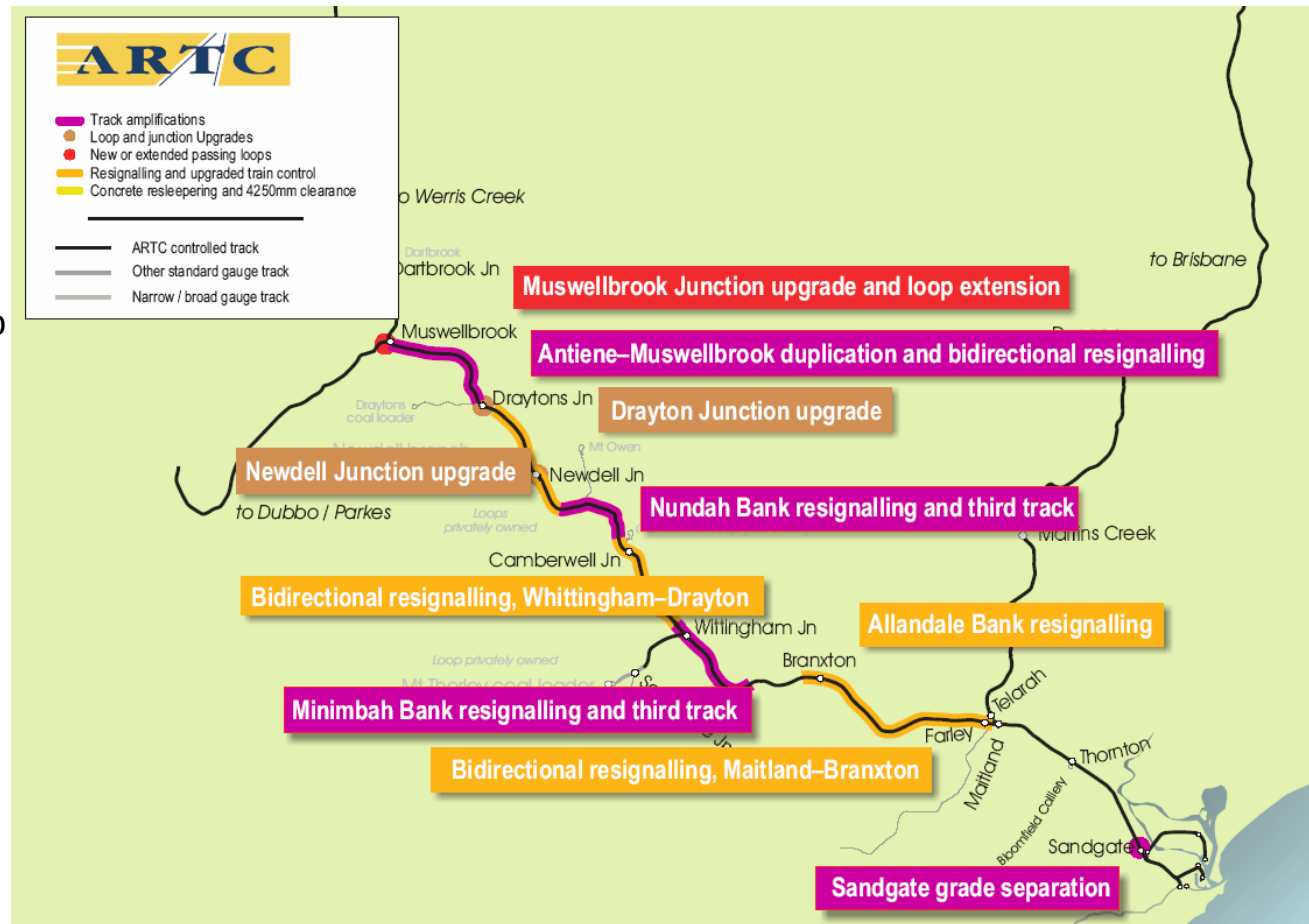 ARTC
Track amplifications
Loop and junction Upgrades
New or extended passing loops
Resignalling and upgraded train control
Concrete resleepering and 4250mm clearance
ARTC controlled track
Other standard gauge track
Narrow / broad gauge track
o Werris Creek
Dartbrook
Dartbrook Jn
to Brisbane
Muswellbrook Junction upgrade and loop extension
Muswellbrook
Antiene–Muswellbrook duplication and bidirectional resignalling
Draytons Jn
Draytons
coal loader
Drayton Junction upgrade
Mt Owen
Newdell Junction upgrade
Newdell Jn
Nundah Bank resignalling and third track
to Dubbo / Parkes
Loops
privately owned
Martins Creek
Camberwell Jn
Bidirectional resignalling, Whittingham–Drayton
Allandale Bank resignalling
Wittingham Jn
Branxton
Loop privately owned
Mt Thorley coal loader
Telarah
Minimbah Bank resignalling and third track
Farley
Maitland
Thornton
Bidirectional resignalling, Maitland–Branxton
Bloomfield Colliery
Sandgate
Sandgate grade separation